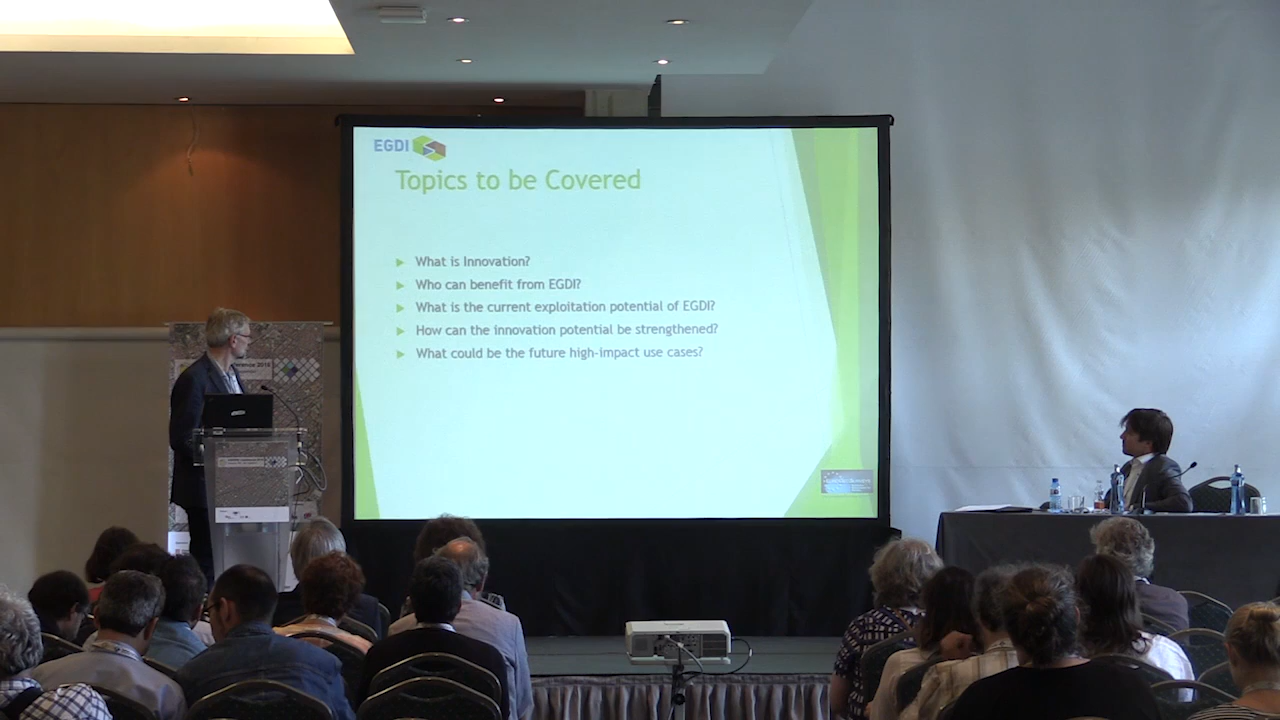 EGDI
Topics to be Covered
What is Innovation?
Who can benefit from EGDI?
What is the current exploitation potential of EGDI?
How can the innovation potential be strengthened?
What could be the future high-impact use cases?